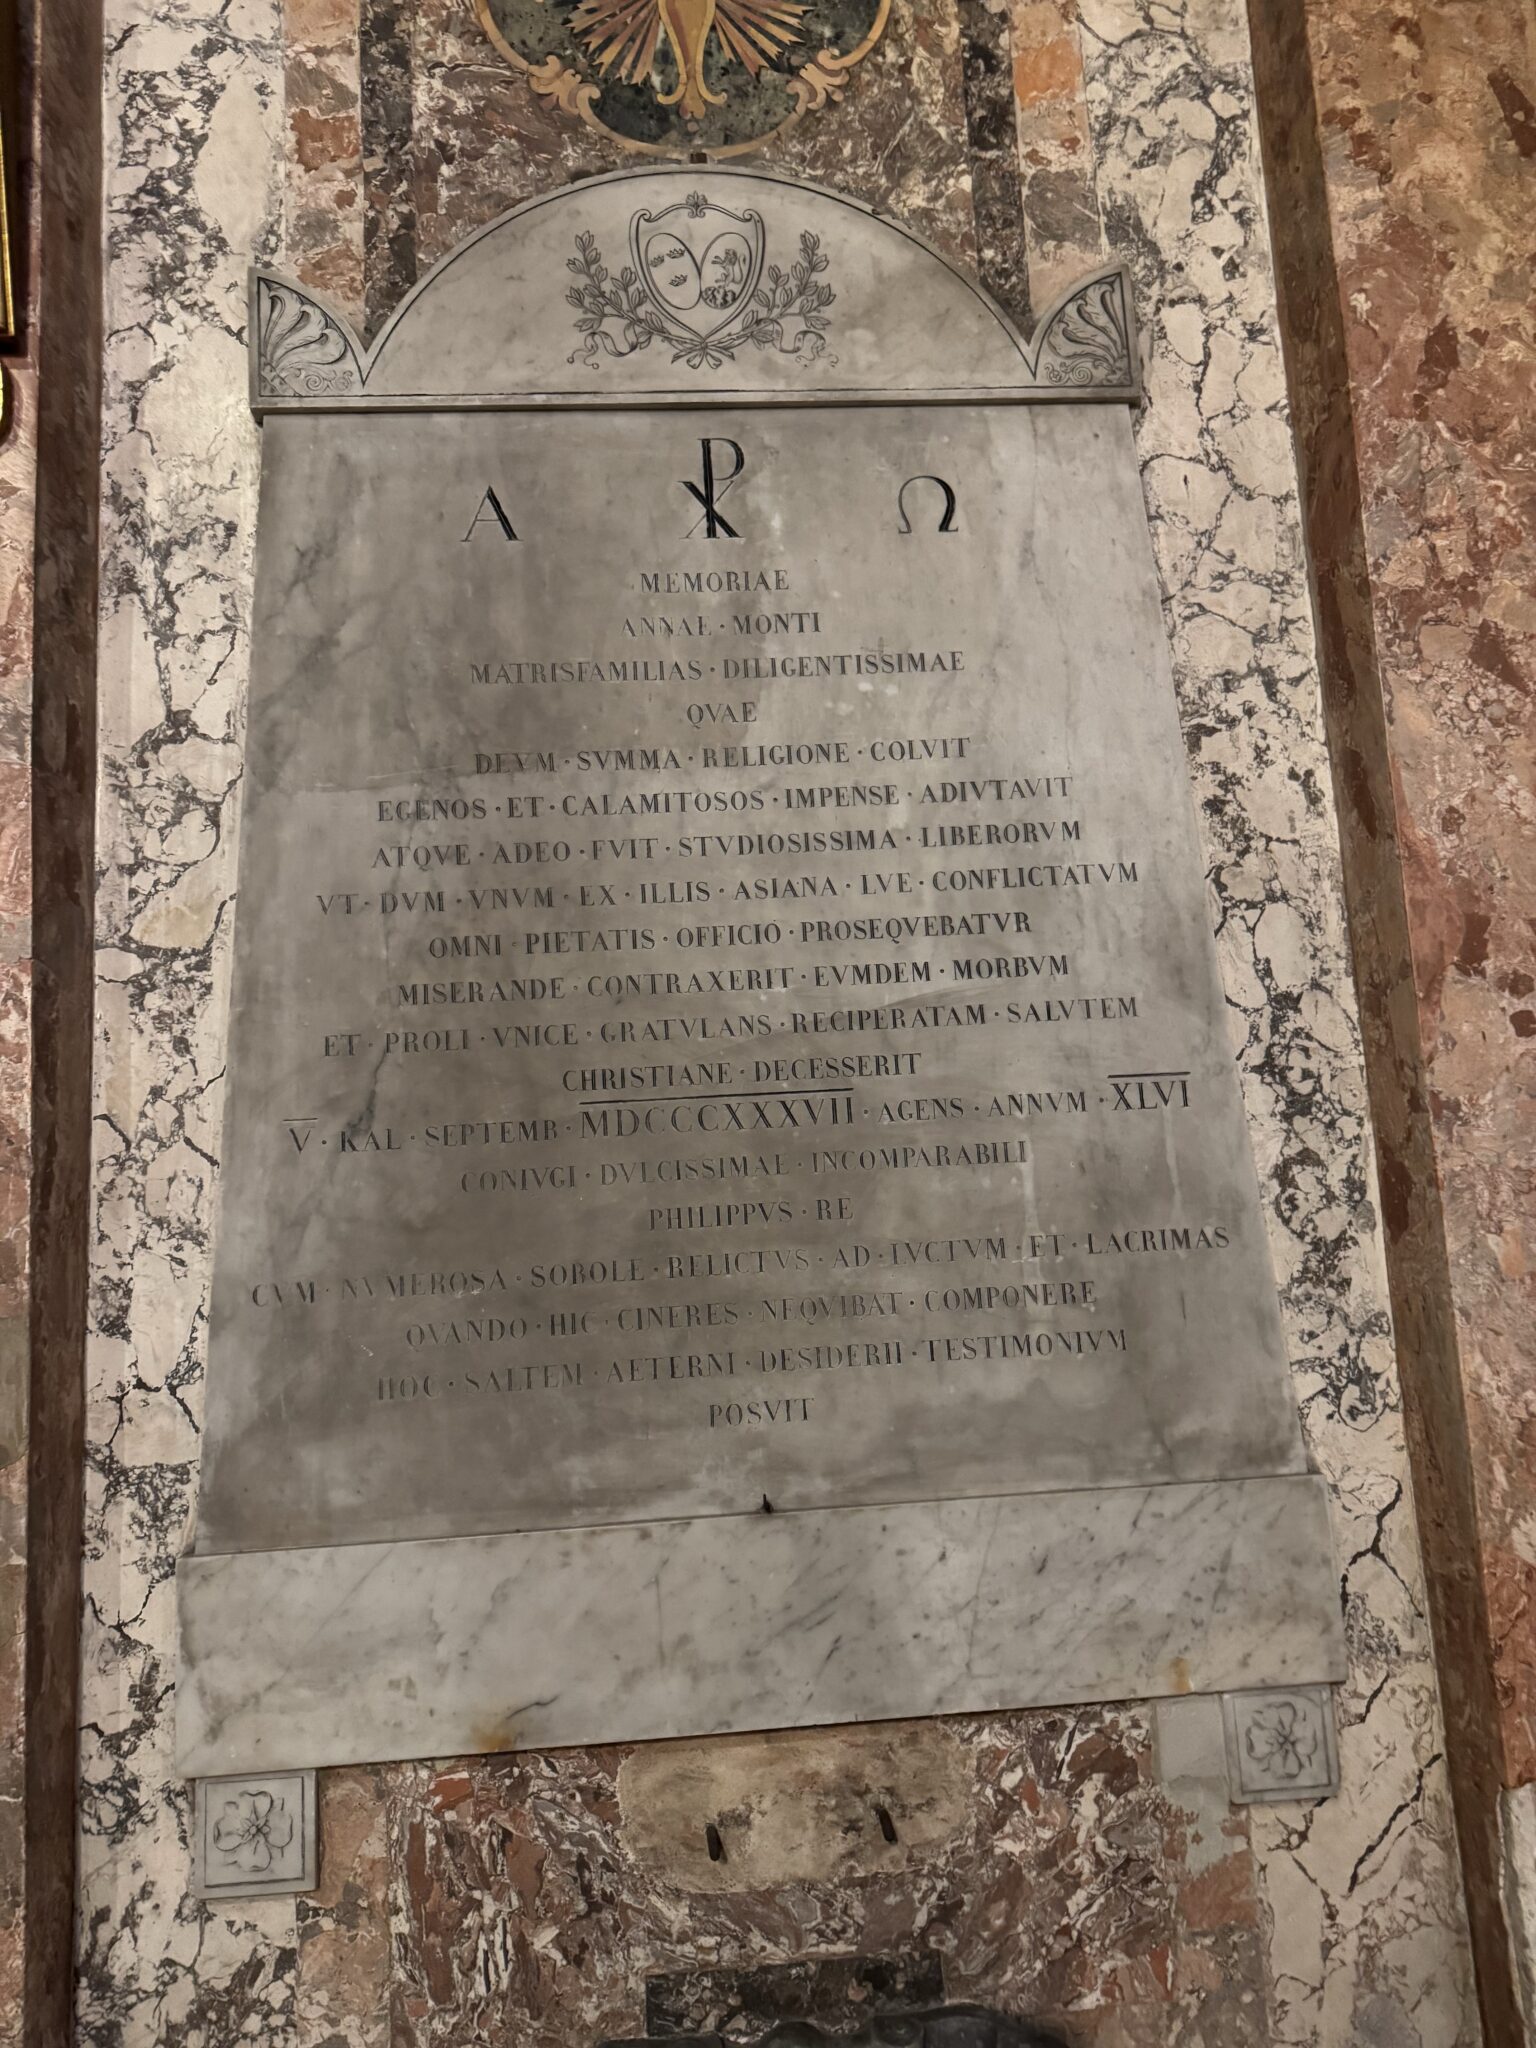 Α ☧ Ω
MEMORIAE
ANNAE · MONTI
MATRISFAMILIAS · DILIGENTISSIMAE
QVAE
DEVM · SVMMA · RELIGIONE · COLVIT
EGENOS · ET · CALAMITOSOS · IMPENSE · ADIVTAVIT
ATQVE · ADEO · FVIT · STVDIOSISSIMA · LIBERORVM
VT · DVM · VNVM · EX · ILLIS · ASIANA · LVE · CONFLICTATVM
OMNI · PIETATIS · OFFICIO · PROSEQVEBATVR
MISERANDE · CONTRAXERIT · EVMDEM · MORBVM
ET · PROLI · VNICE · GRATVLANS · RECIPERATAM · SALVTEM
CHRISTIANE · DECESSERIT
V̅ · KAL · SEPTEMB · M̅D̅C̅C̅C̅X̅X̅X̅V̅I̅I̅ · AGENS · ANNVM · X̅L̅V̅I̅
CONIVGI · DVLCISSIMAE · INCOMPARABILI
PHILIPPVS · RE
CVM · NVMEROSA · SOBOLE · RELICTVS · AD · LVCTVM · ET · LACRIMAS
QVANDO · HIC · CINERES · NEQVIBAT · COMPONERE
HOC · SALTEM · AETERNI · DESIDERII · TESTIMONIVM
POSVIT